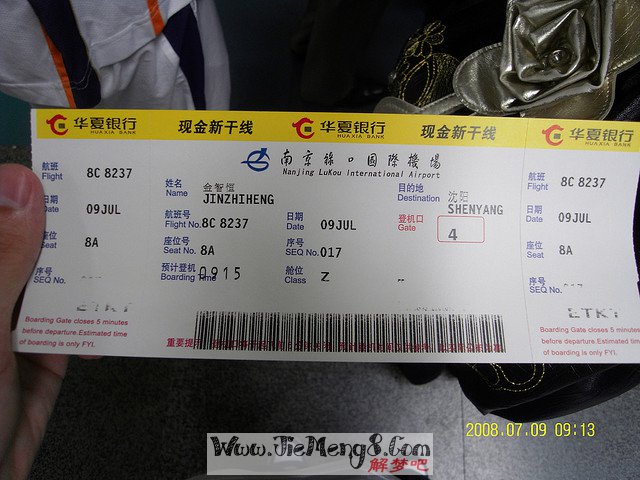 华夏银行 HUAXIA BANK 现金新干线 华夏银行 HUAXIA BANK 现金新干线 华夏银行 HUAXIA BANK
南京祿口国際機場
Nanjing LuKou International Airport
航班 Flight 8C 8237
日期 Date 09JUL
座位 Seat 8A
序号 SEQ No.
ETKT
Boarding Gate closes 5 minutes
before departure.Estimated time
of boarding is only FYI.
姓名 Name 金智恒
JINZHIHENG
目的地 Destination 沈阳
SHENYANG
航班号 Flight No. 8C 8237
日期 Date 09JUL
登机口 Gate 4
座位号 Seat No. 8A
序号 SEQ No. 017
预计登机 Boarding Time 0915
舱位 Class Z
重要提示
航班 Flight 8C 8237
日期 Date 09JUL
座位 Seat 8A
序号 SEQ No.
ETKT
Boarding Gate closes 5 minutes
before departure.Estimated tim
of boarding is only FYI.
2008.07.09 09:13
Www.JieMeng8.Com
解梦吧